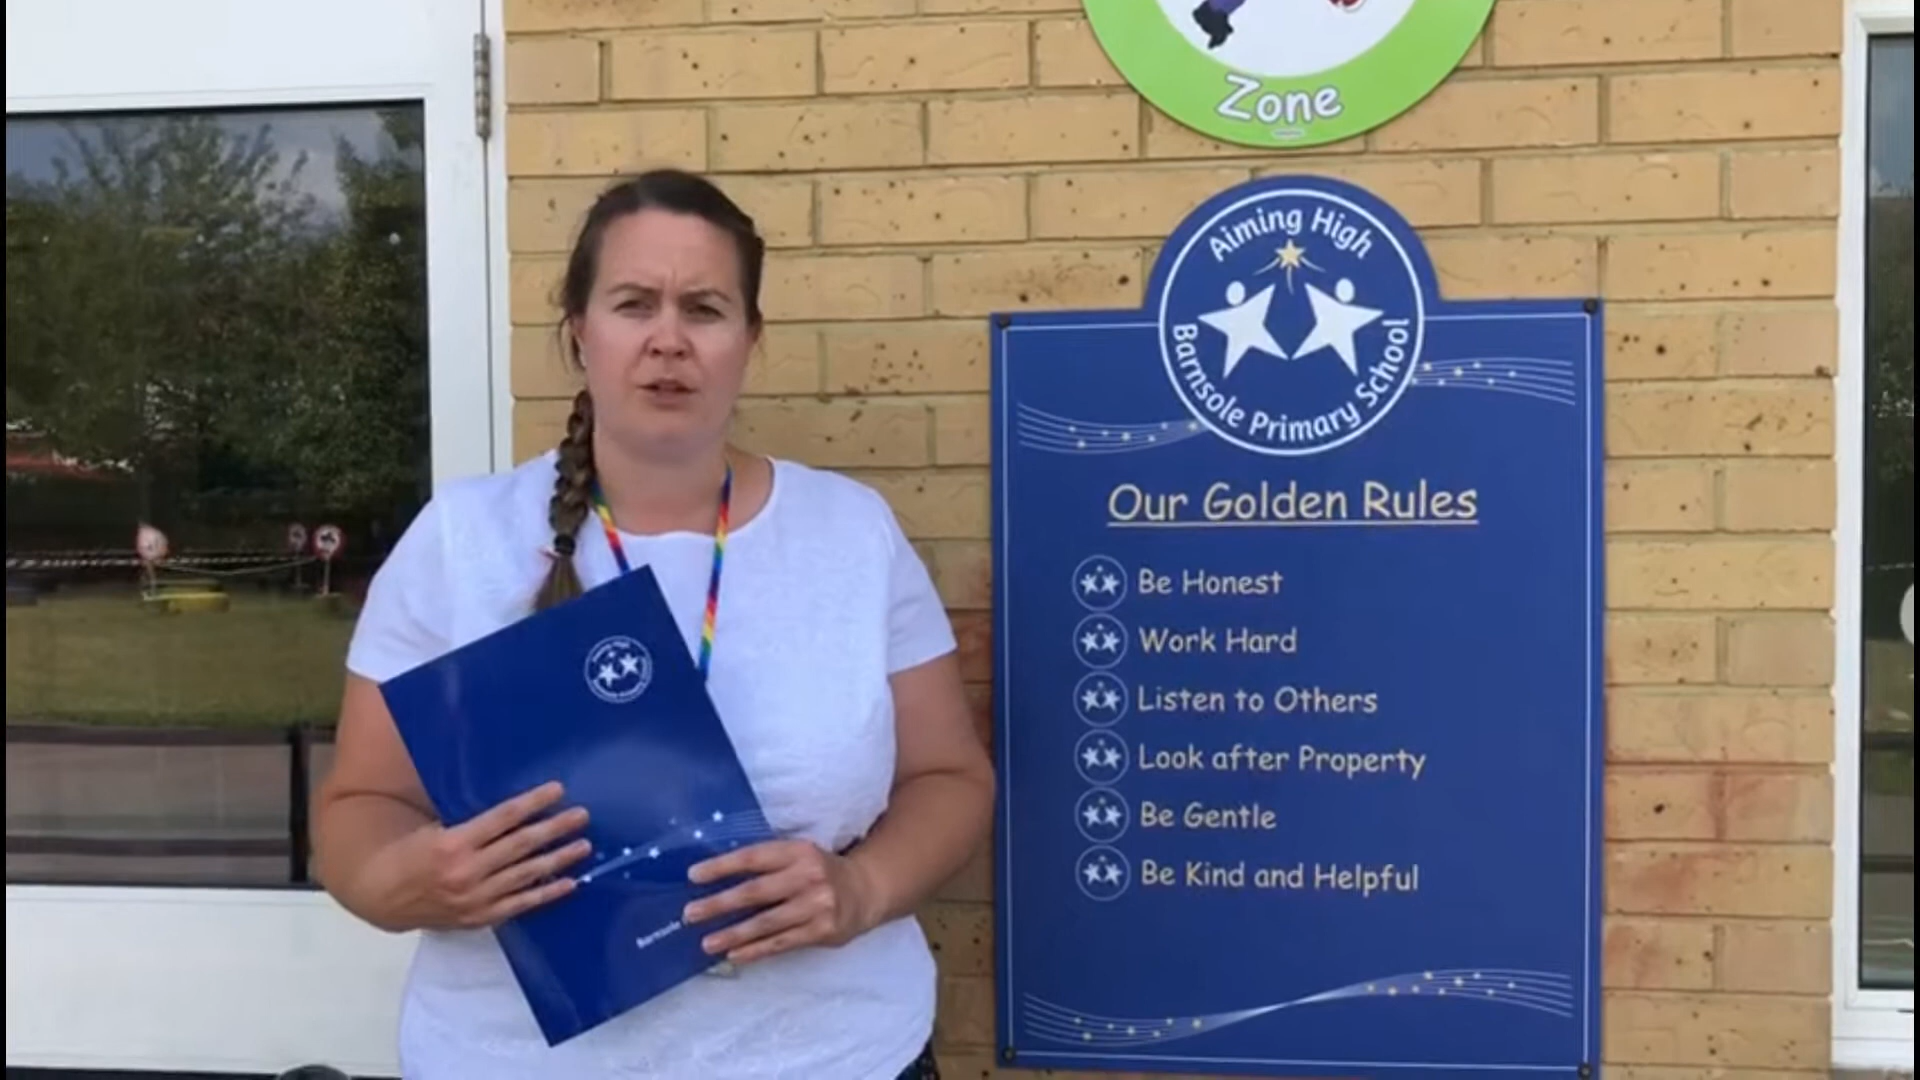 Zone
Aiming High
Barnsole Primary School
Our Golden Rules
Be Honest
Work Hard
Listen to Others
Look after Property
Be Gentle
Be Kind and Helpful
Barnsole